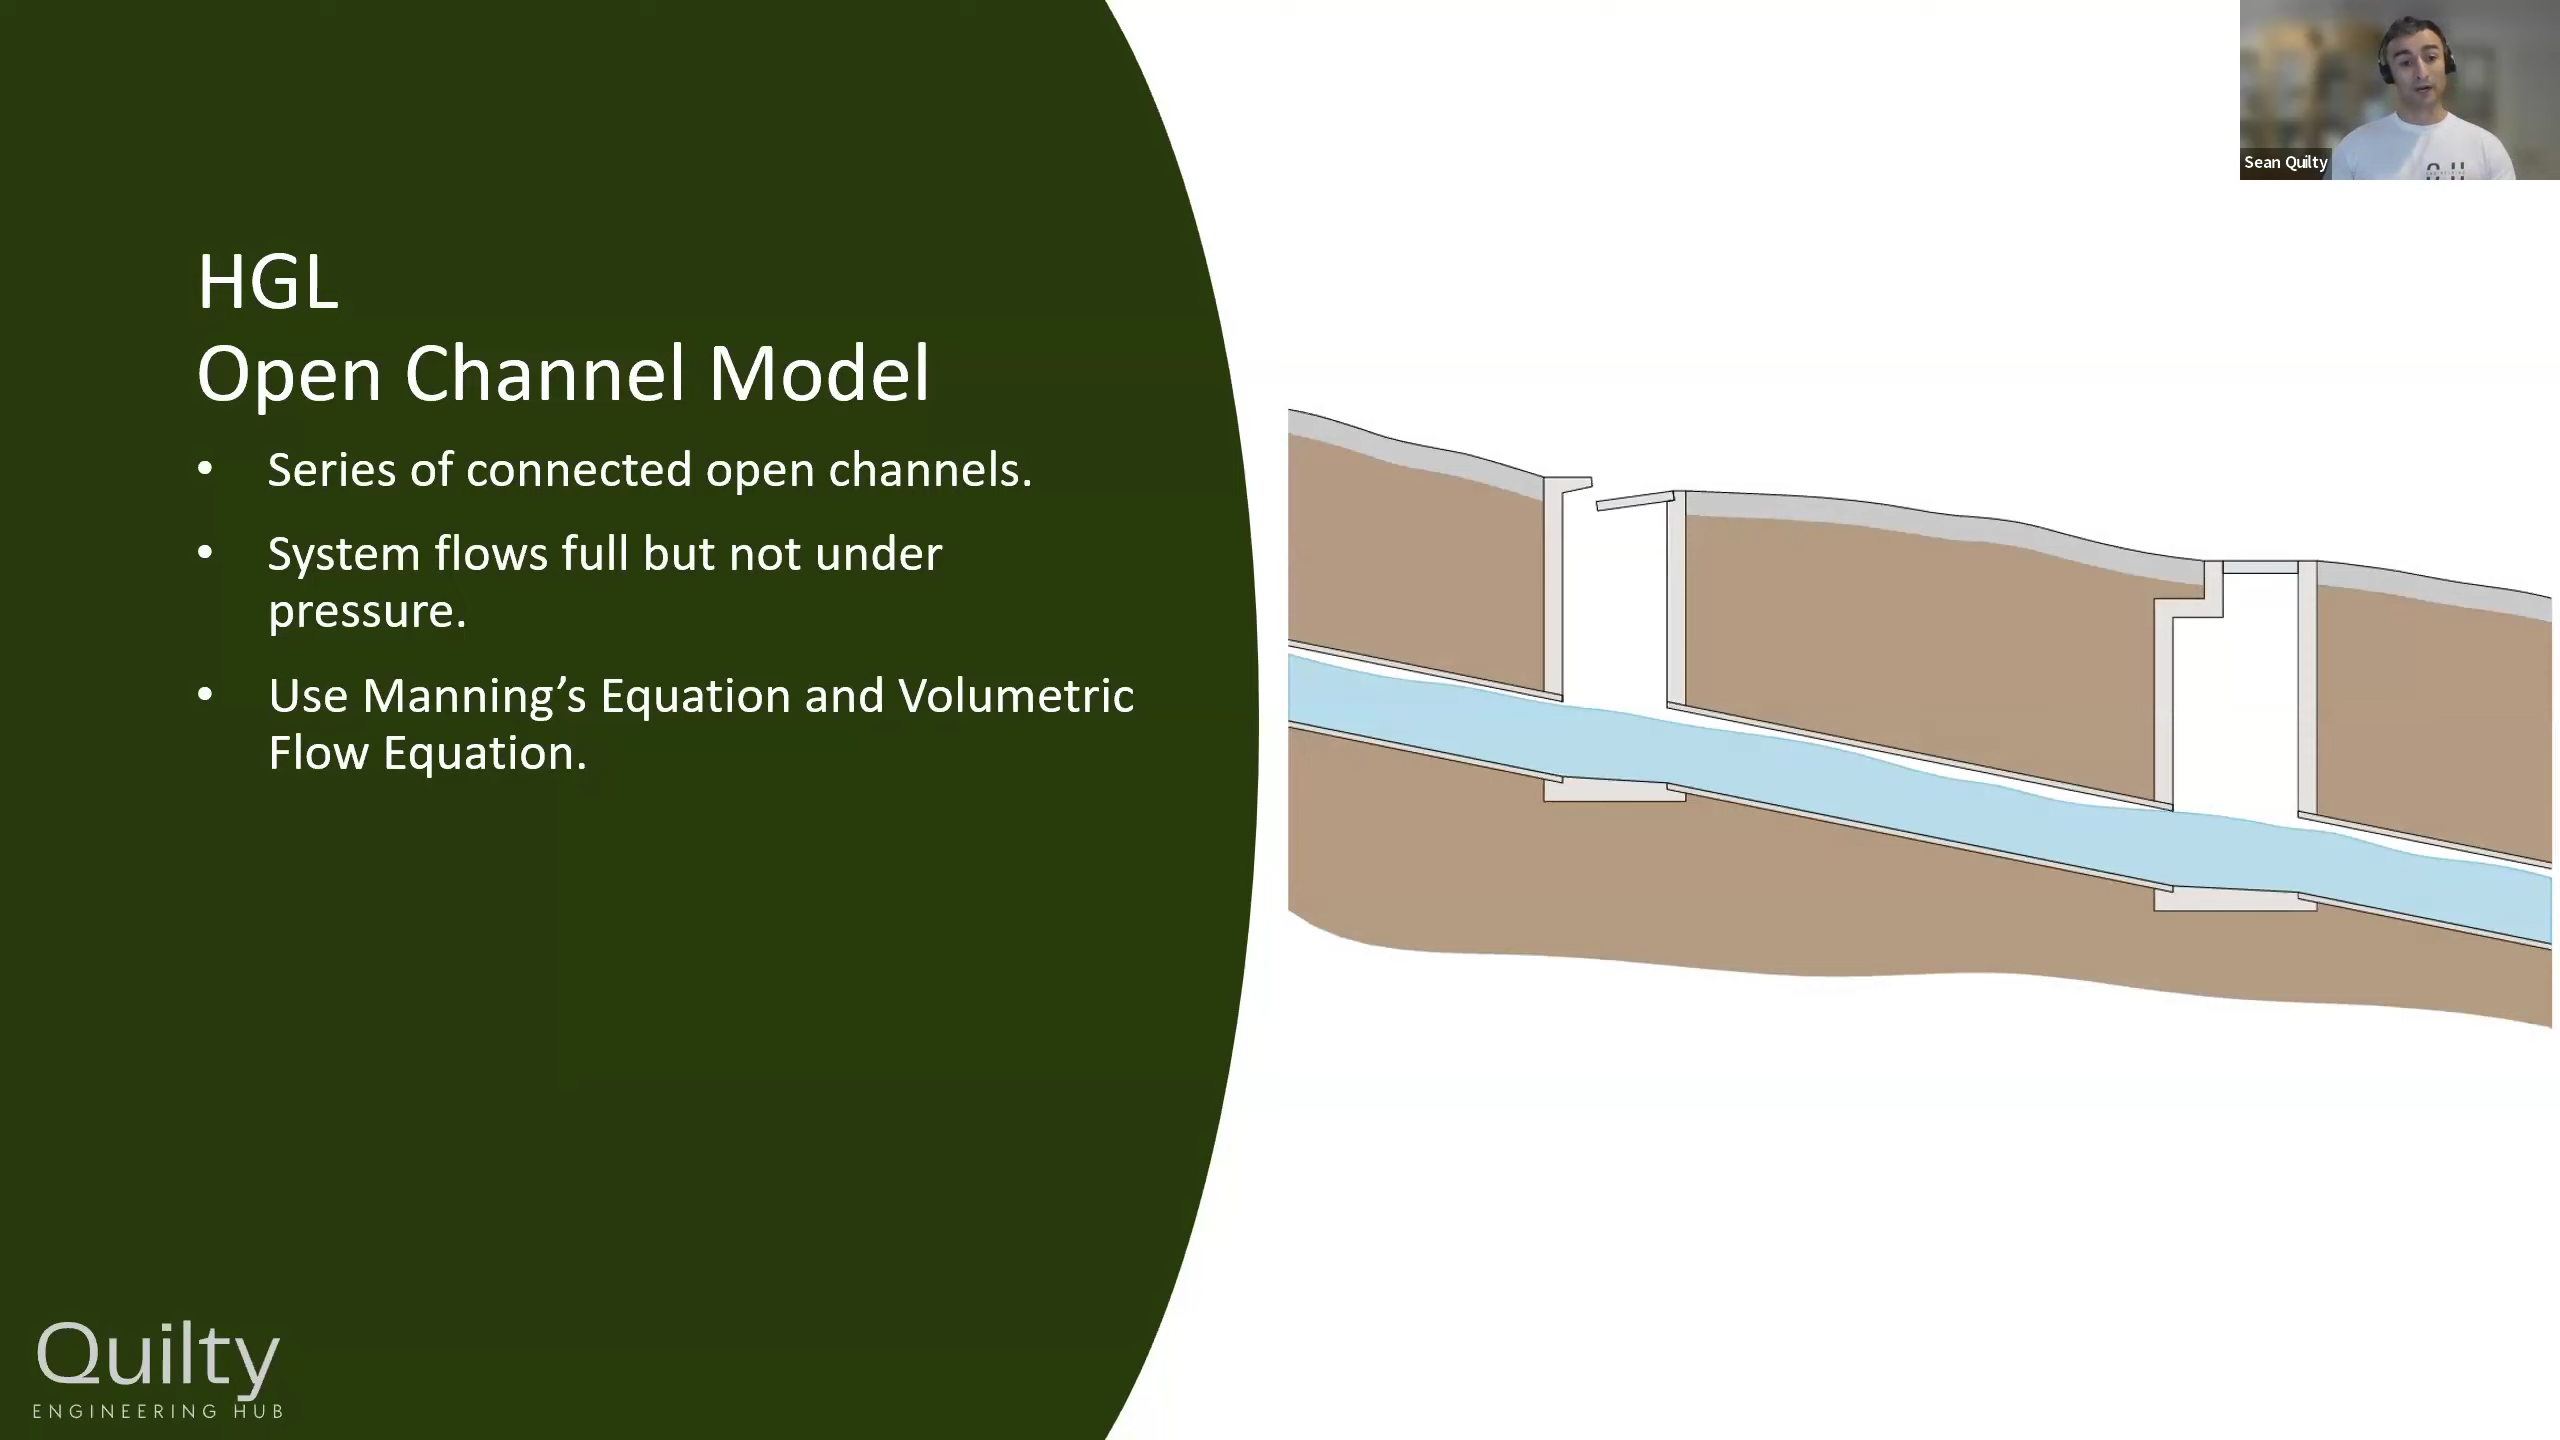 Sean Quilty
HGL
Open Channel Model
• Series of connected open channels.
• System flows full but not under
pressure.
• Use Manning’s Equation and Volumetric
Flow Equation.
Quilty
ENGINEERING HUB